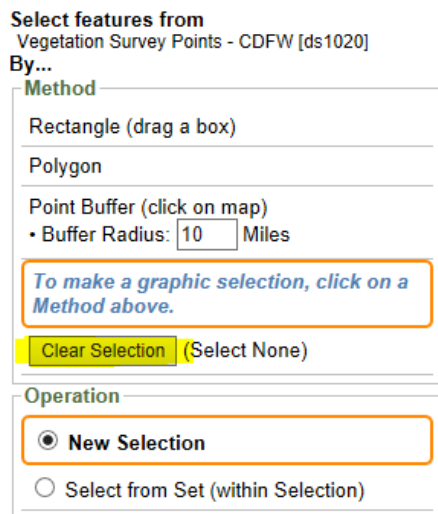 Select features from
Vegetation Survey Points - CDFW [ds1020]
By...
Method
Rectangle (drag a box)
Polygon
Point Buffer (click on map)
• Buffer Radius: 10 Miles
To make a graphic selection, click on a
Method above.
Clear Selection (Select None)
Operation
New Selection
Select from Set (within Selection)